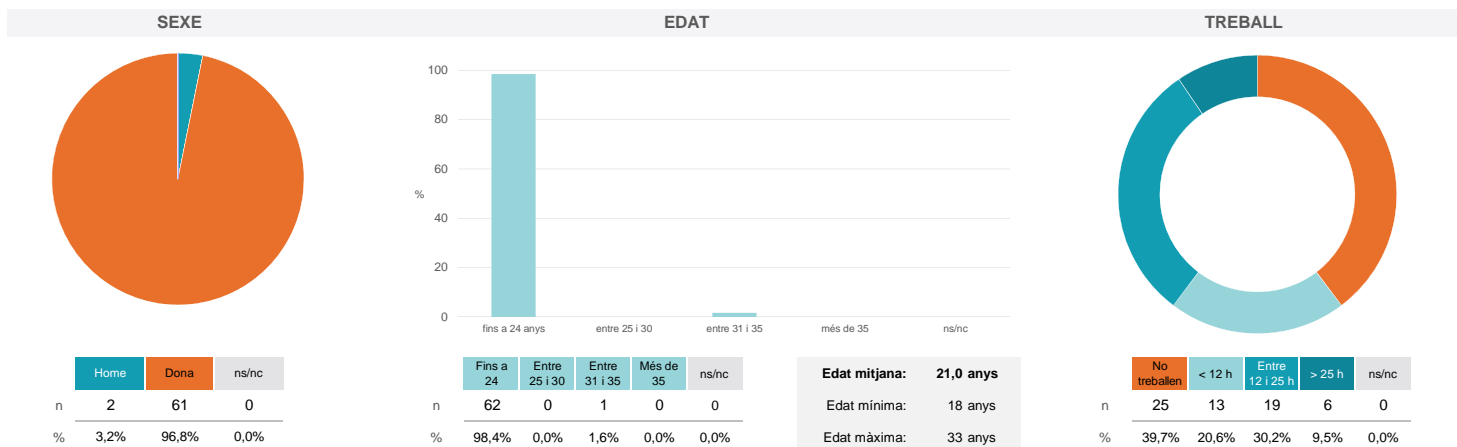 SEXE EDAT TREBALL
100
80
60
%
40
20
0
fins a 24 anys entre 25 i 30 entre 31 i 35 més de 35 ns/nc
Home Dona ns/nc
n 2 61 0
% 3,2% 96,8% 0,0%
Fins a 24 Entre 25 i 30 Entre 31 i 35 Més de 35 ns/nc
n 62 0 1 0 0
% 98,4% 0,0% 1,6% 0,0% 0,0%
Edat mitjana: 21,0 anys
Edat mínima: 18 anys
Edat màxima: 33 anys
No treballen < 12 h Entre 12 i 25 h > 25 h ns/nc
n 25 13 19 6 0
% 39,7% 20,6% 30,2% 9,5% 0,0%